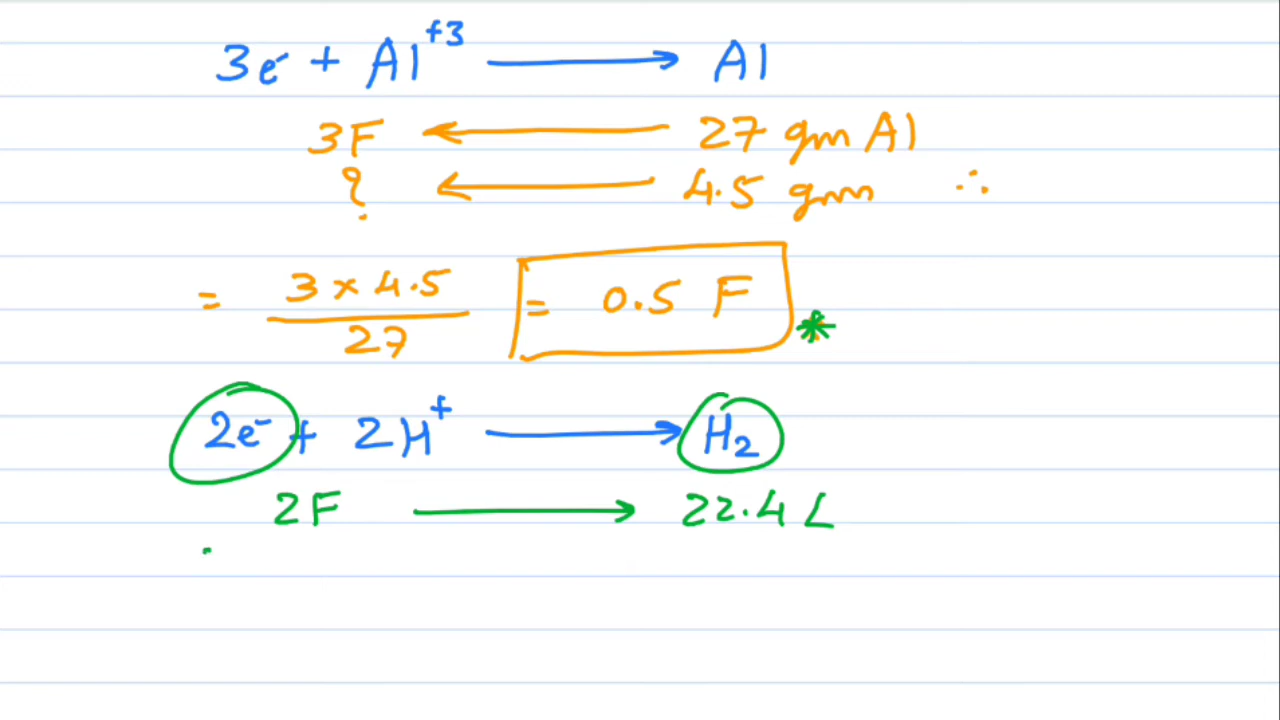 3e⁻ + Al⁺³ ⟶ Al
3F ⟵ 27 gm Al
? ⟵ 4.5 gm ∴
= 3 × 4.5 / 27 = 0.5 F *
2e⁻ + 2H⁺ ⟶ H₂
2F ⟶ 22.4 L